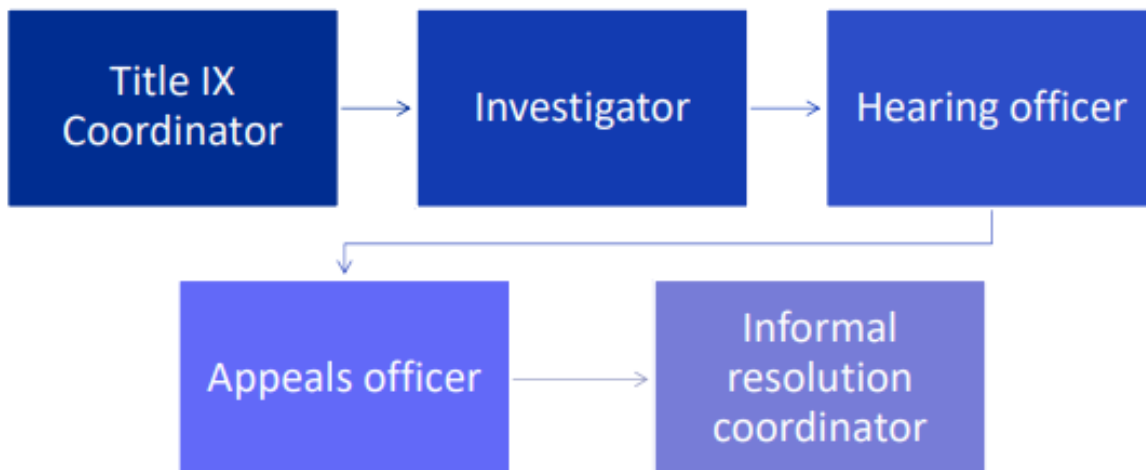 Title IX
Coordinator
Investigator
Hearing officer
Appeals officer
Informal
resolution
coordinator